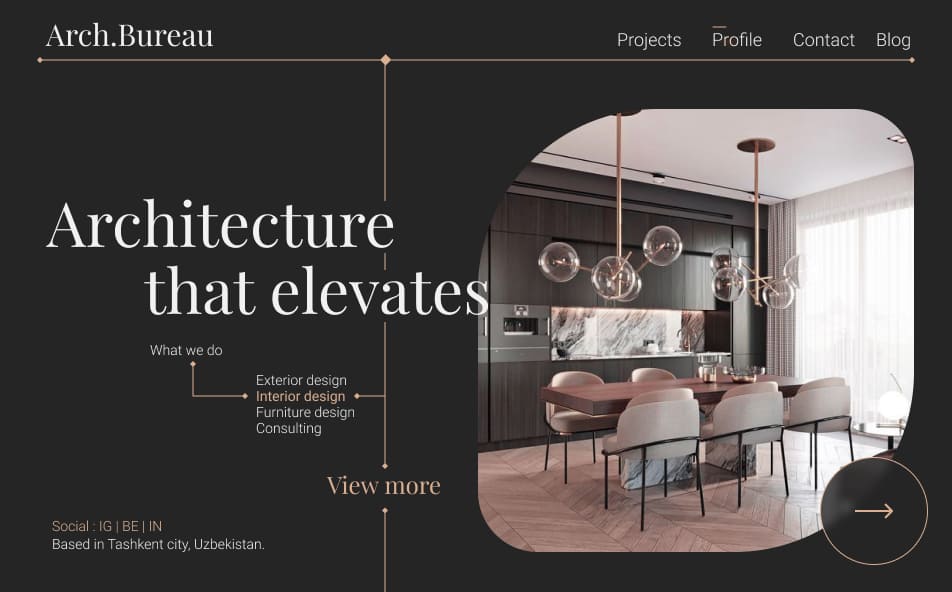 Arch.Bureau
Projects Profile Contact Blog
Architecture
that elevates
What we do
Exterior design
Interior design
Furniture design
Consulting
View more
Social : IG | BE | IN
Based in Tashkent city, Uzbekistan.